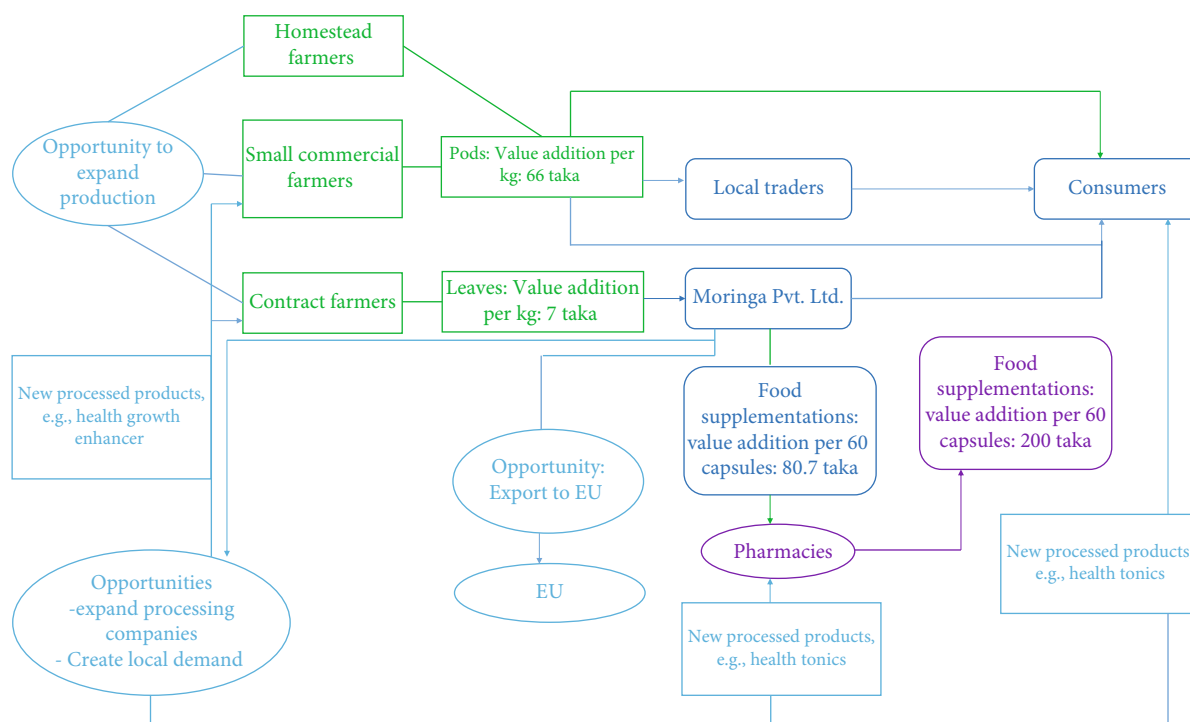 Homestead
farmers
Opportunity to
expand
production
Small commercial
farmers
Pods: Value addition per
kg: 66 taka
Local traders
Consumers
Contract farmers
Leaves: Value addition
per kg: 7 taka
Moringa Pvt. Ltd.
New processed products,
e.g., health growth
enhancer
Opportunity:
Export to EU
Food
supplementations:
value addition per 60
capsules: 80.7 taka
Food
supplementations:
value addition per 60
capsules: 200 taka
Pharmacies
EU
Opportunities
-expand processing
companies
- Create local demand
New processed products,
e.g., health tonics
New processed products,
e.g., health tonics